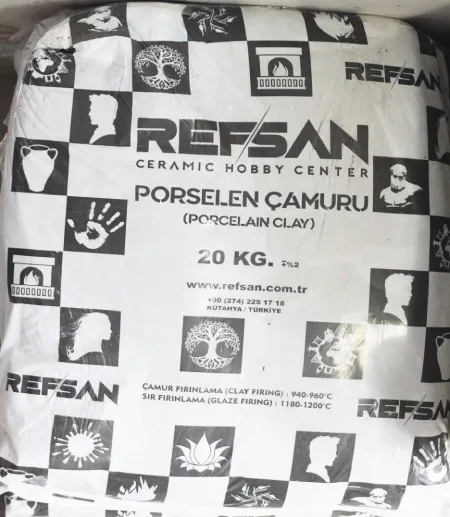 REFSAN
REFSAN
CERAMIC HOBBY CENTER
PORSELEN ÇAMURU
(PORCELAIN CLAY)
20 KG. ±%2
www.refsan.com.tr
+90 (274) 225 17 18
KÜTAHYA / TÜRKİYE
REFSAN
ÇAMUR FIRINLAMA (CLAY FIRING) : 940-960°C
SIR FIRINLAMA (GLAZE FIRING) : 1180-1200°C
REFSAN